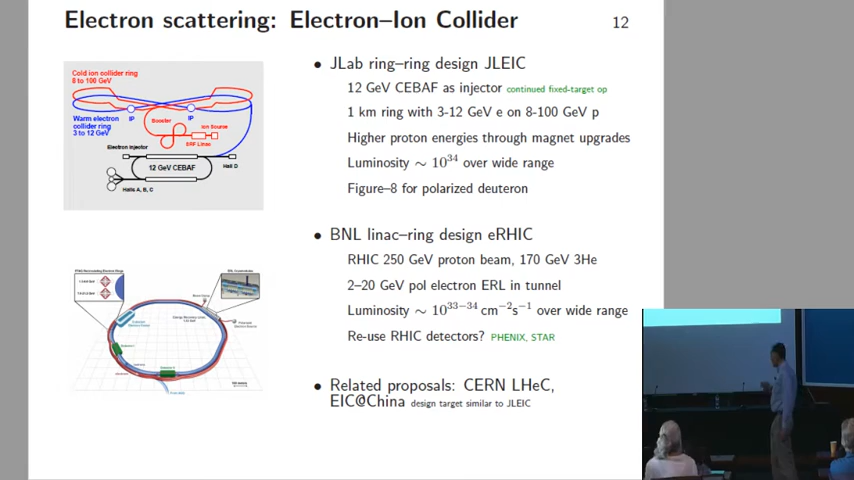 Electron scattering: Electron–Ion Collider
12
• JLab ring–ring design JLEIC
12 GeV CEBAF as injector continued fixed-target op
1 km ring with 3-12 GeV e on 8-100 GeV p
Higher proton energies through magnet upgrades
Luminosity ∼ 10^34 over wide range
Figure–8 for polarized deuteron
Cold ion collider ring
8 to 100 GeV
Warm electron
collider ring
3 to 12 GeV
IP
IP
Booster
Ion Source
ERF Linac
Electron injector
12 GeV CEBAF
Hall D
Halls A, B, C
• BNL linac–ring design eRHIC
RHIC 250 GeV proton beam, 170 GeV 3He
2–20 GeV pol electron ERL in tunnel
Luminosity ∼ 10^33−34 cm^−2 s^−1 over wide range
Re-use RHIC detectors? PHENIX, STAR
• Related proposals: CERN LHeC,
EIC@China design target similar to JLEIC